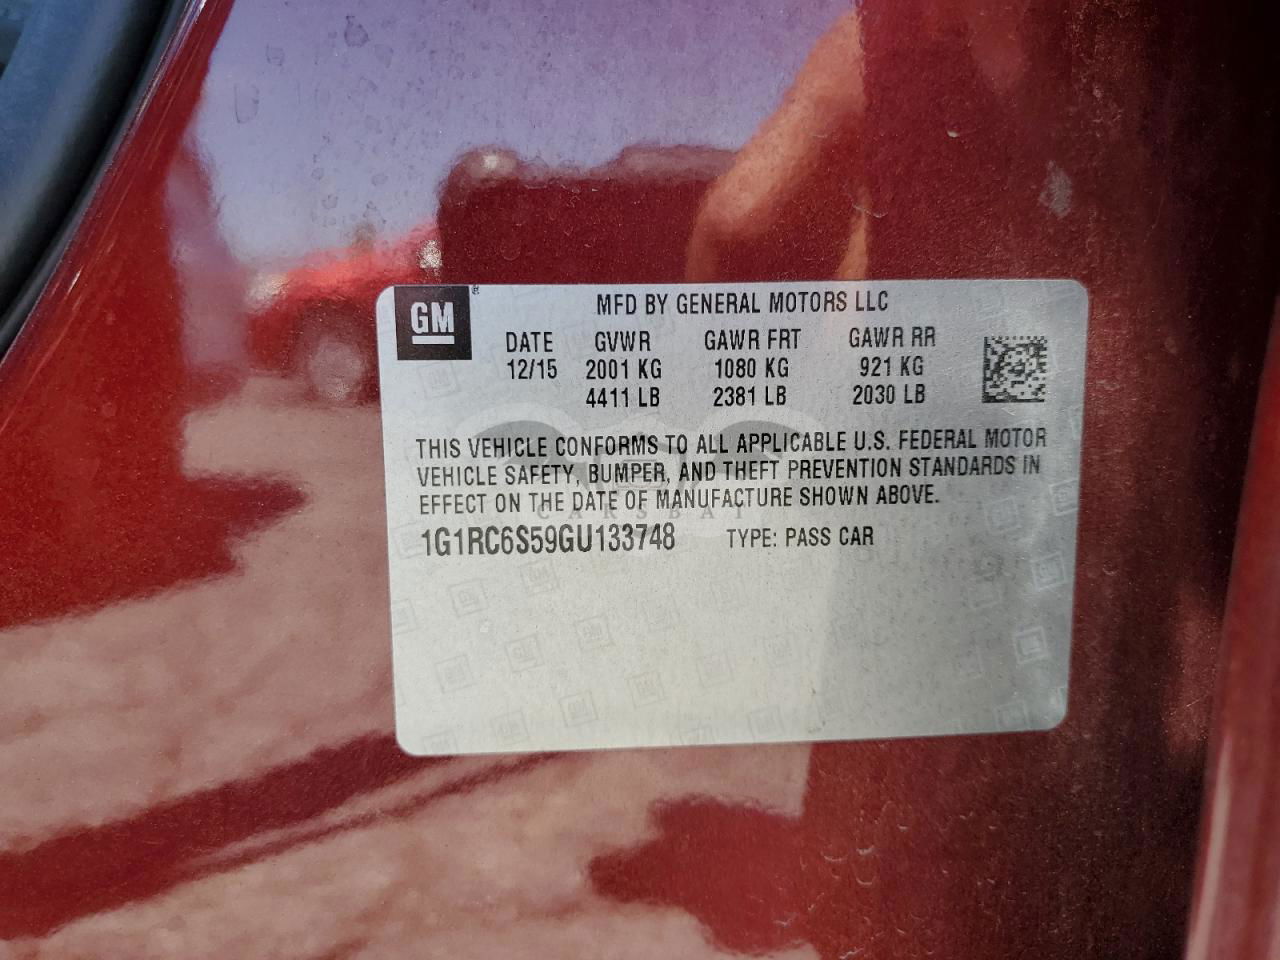 GM® MFD BY GENERAL MOTORS LLC
DATE GVWR GAWR FRT GAWR RR
12/15 2001 KG 1080 KG 921 KG
4411 LB 2381 LB 2030 LB
THIS VEHICLE CONFORMS TO ALL APPLICABLE U.S. FEDERAL MOTOR
VEHICLE SAFETY, BUMPER, AND THEFT PREVENTION STANDARDS IN
EFFECT ON THE DATE OF MANUFACTURE SHOWN ABOVE.
CARSBAT
1G1RC6S59GU133748 TYPE: PASS CAR